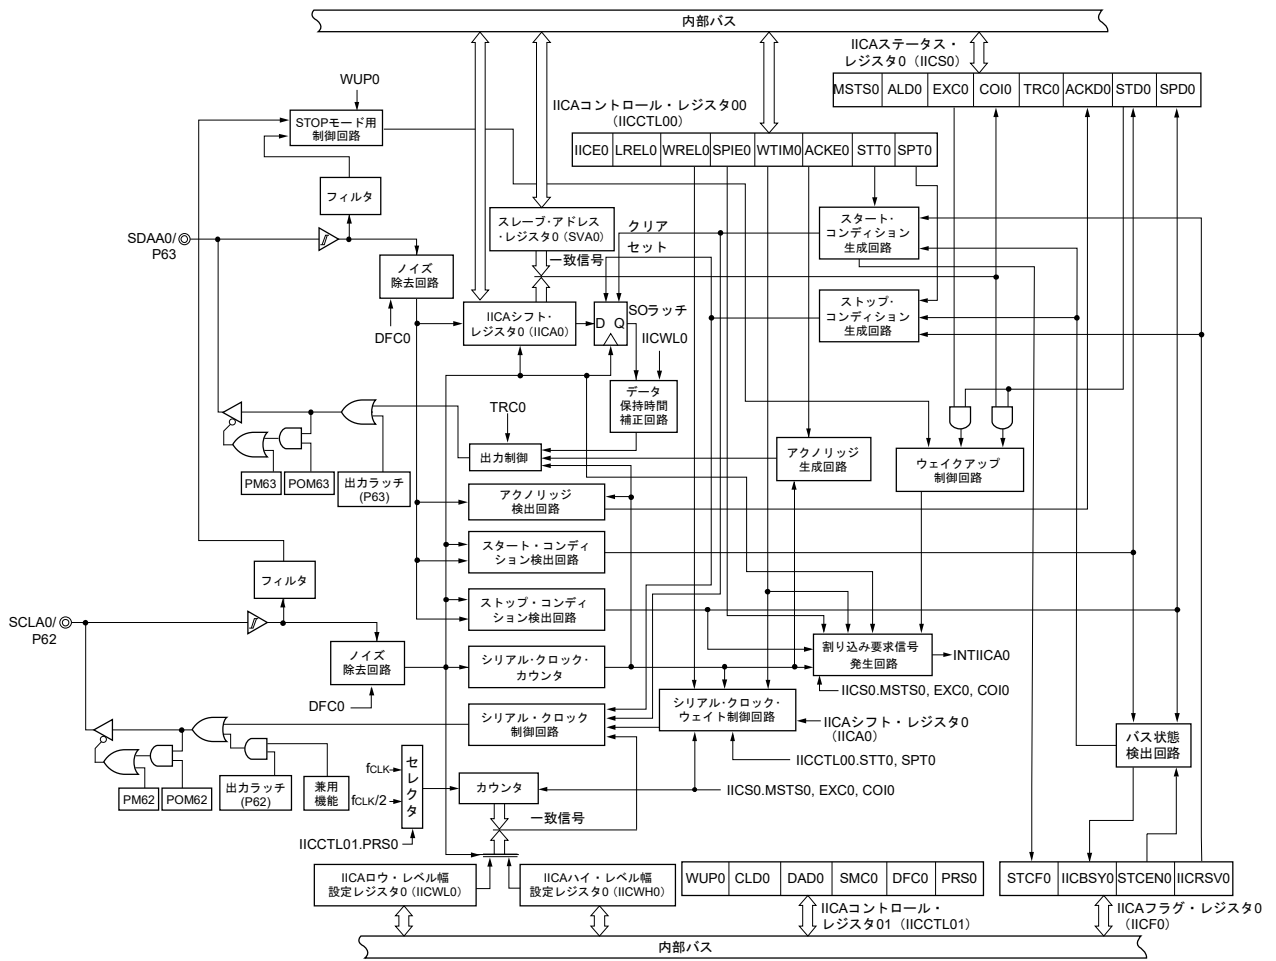 内部バス
IICAステータス・
レジスタ0 (IICS0)
MSTS0 ALD0 EXC0 COI0 TRC0 ACKD0 STD0 SPD0
WUP0
STOPモード用
制御回路
IICAコントロール・レジスタ00
(IICCTL00)
IICE0 LREL0 WREL0 SPIE0 WTIM0 ACKE0 STT0 SPT0
フィルタ
SDAA0/
P63
スレーブ・アドレス
・レジスタ0 (SVA0)
クリア
セット
スタート・
コンディション
生成回路
ノイズ
除去回路
一致信号
DFC0
IICAシフト・
レジスタ0 (IICA0)
D Q
SOラッチ
IICWL0
ストップ・
コンディション
生成回路
データ
保持時間
補正回路
TRC0
出力制御
アクノリッジ
生成回路
ウェイクアップ
制御回路
PM63
POM63
出力ラッチ
(P63)
アクノリッジ
検出回路
スタート・コンディ
ション検出回路
フィルタ
ストップ・コンディ
ション検出回路
SCLA0/
P62
ノイズ
除去回路
シリアル・クロック・
カウンタ
割り込み要求信号
発生回路
INTIICA0
IICS0.MSTS0, EXC0, COI0
DFC0
シリアル・クロック
制御回路
シリアル・クロック・
ウェイト制御回路
IICAシフト・レジスタ0
(IICA0)
バス状態
検出回路
IICCTL00.STT0, SPT0
PM62
POM62
出力ラッチ
(P62)
兼用
機能
fCLK
fCLK/2
セレクタ
カウンタ
IICS0.MSTS0, EXC0, COI0
一致信号
IICCTL01.PRS0
IICAロウ・レベル幅
設定レジスタ0 (IICWL0)
IICAハイ・レベル幅
設定レジスタ0 (IICWH0)
WUP0 CLD0 DAD0 SMC0 DFC0 PRS0
STCF0 IICBSY0 STCEN0 IICRSV0
IICAコントロール・
レジスタ01 (IICCTL01)
IICAフラグ・レジスタ0
(IICF0)
内部バス